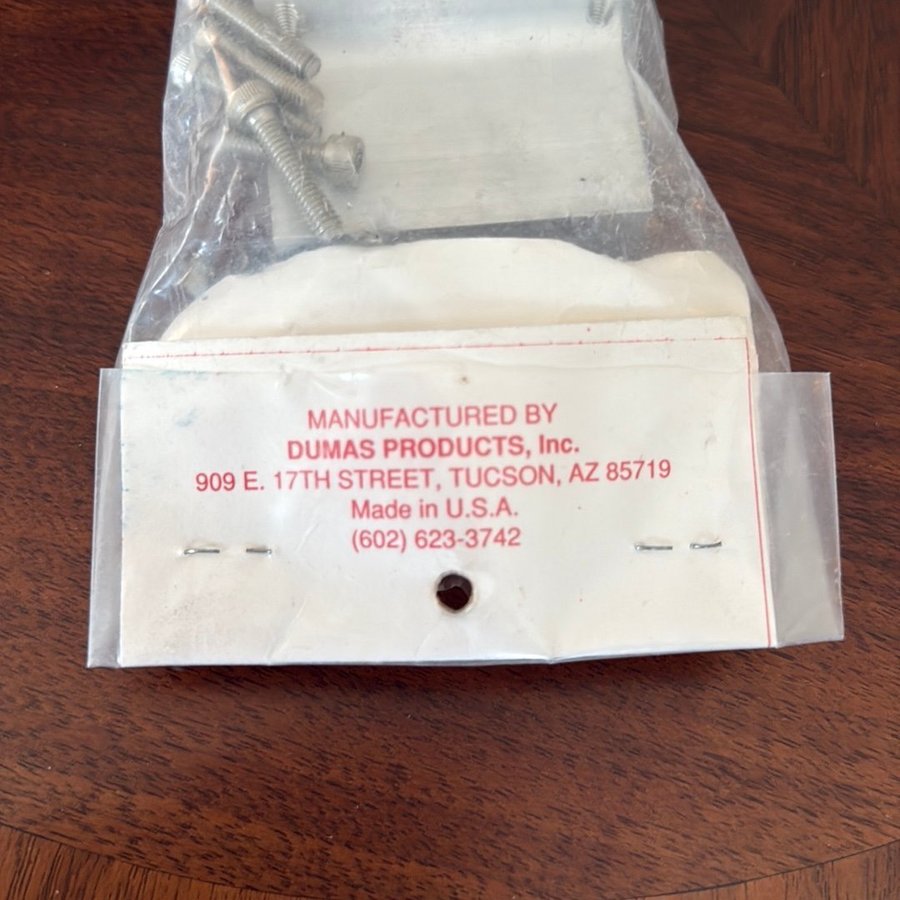 MANUFACTURED BY
DUMAS PRODUCTS, Inc.
909 E. 17TH STREET, TUCSON, AZ 85719
Made in U.S.A.
(602) 623-3742